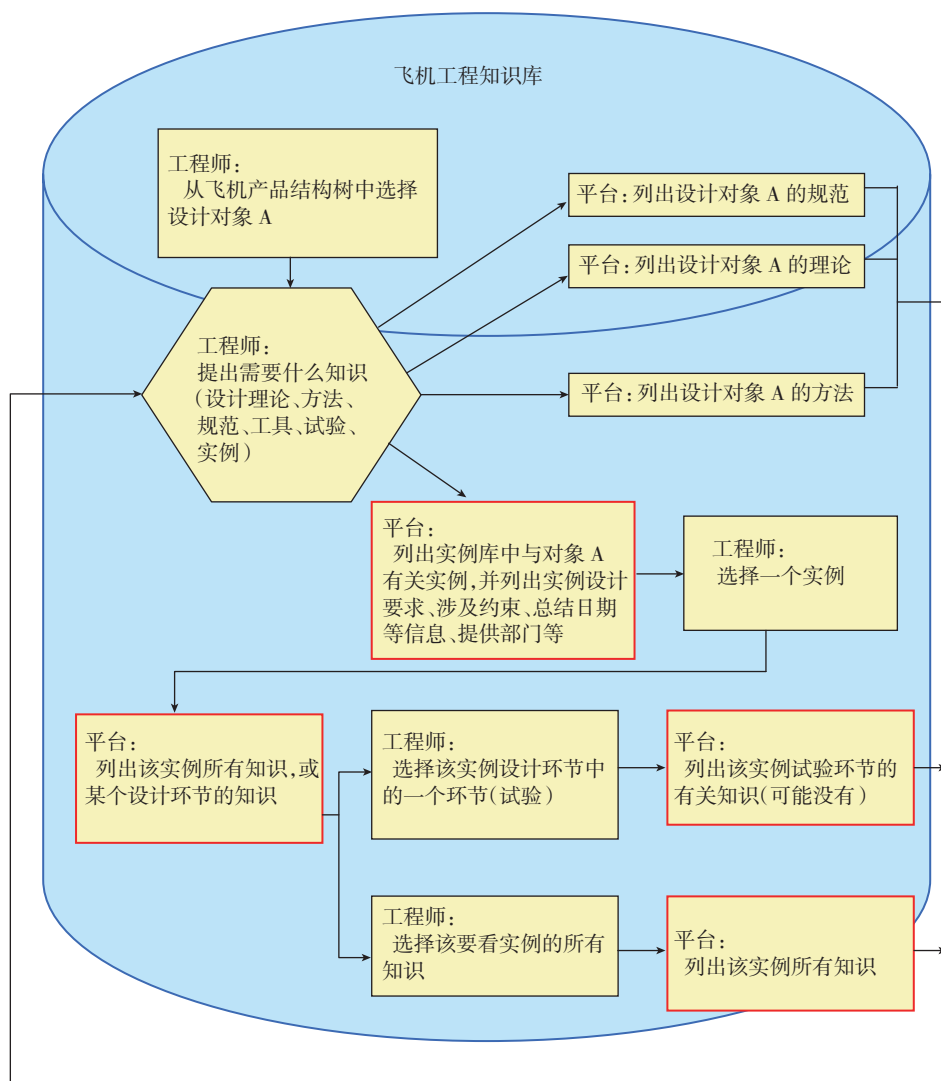 飞机工程知识库
工程师：
从飞机产品结构树中选择
设计对象 A
平台：列出设计对象 A 的规范
平台：列出设计对象 A 的理论
工程师：
提出需要什么知识
（设计理论、方法、
规范、工具、试验、
实例）
平台：列出设计对象 A 的方法
平台：
列出实例库中与对象 A
有关实例，并列出实例设计
要求、涉及约束、总结日期
等信息、提供部门等
工程师：
选择一个实例
平台：
列出该实例所有知识，或
某个设计环节的知识
工程师：
选择该实例设计环节中
的一个环节（试验）
平台：
列出该实例试验环节的
有关知识（可能没有）
工程师：
选择该要看实例的所有
知识
平台：
列出该实例所有知识